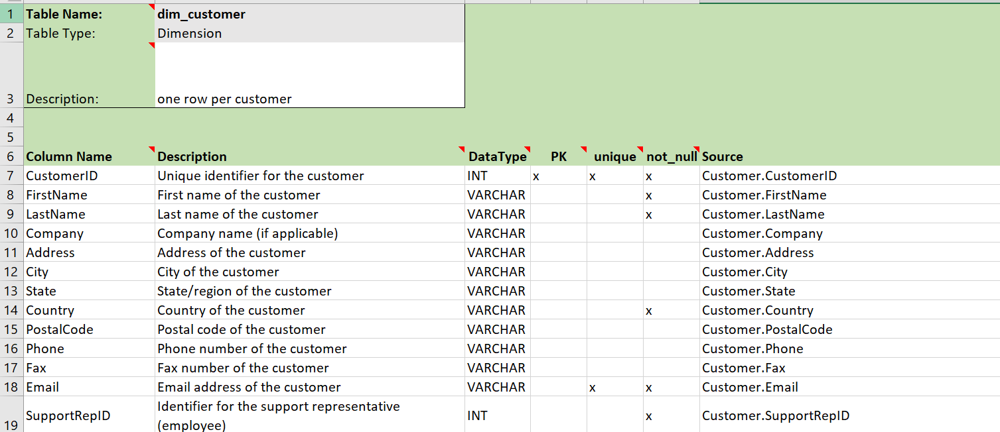 1 Table Name: dim_customer
2 Table Type: Dimension
3 Description: one row per customer
4
5
6 Column Name Description DataType PK unique not_null Source
7 CustomerID Unique identifier for the customer INT x x x Customer.CustomerID
8 FirstName First name of the customer VARCHAR x Customer.FirstName
9 LastName Last name of the customer VARCHAR x Customer.LastName
10 Company Company name (if applicable) VARCHAR Customer.Company
11 Address Address of the customer VARCHAR Customer.Address
12 City City of the customer VARCHAR Customer.City
13 State State/region of the customer VARCHAR Customer.State
14 Country Country of the customer VARCHAR x Customer.Country
15 PostalCode Postal code of the customer VARCHAR Customer.PostalCode
16 Phone Phone number of the customer VARCHAR Customer.Phone
17 Fax Fax number of the customer VARCHAR Customer.Fax
18 Email Email address of the customer VARCHAR x x Customer.Email
19 SupportRepID Identifier for the support representative
(employee) INT x Customer.SupportRepID